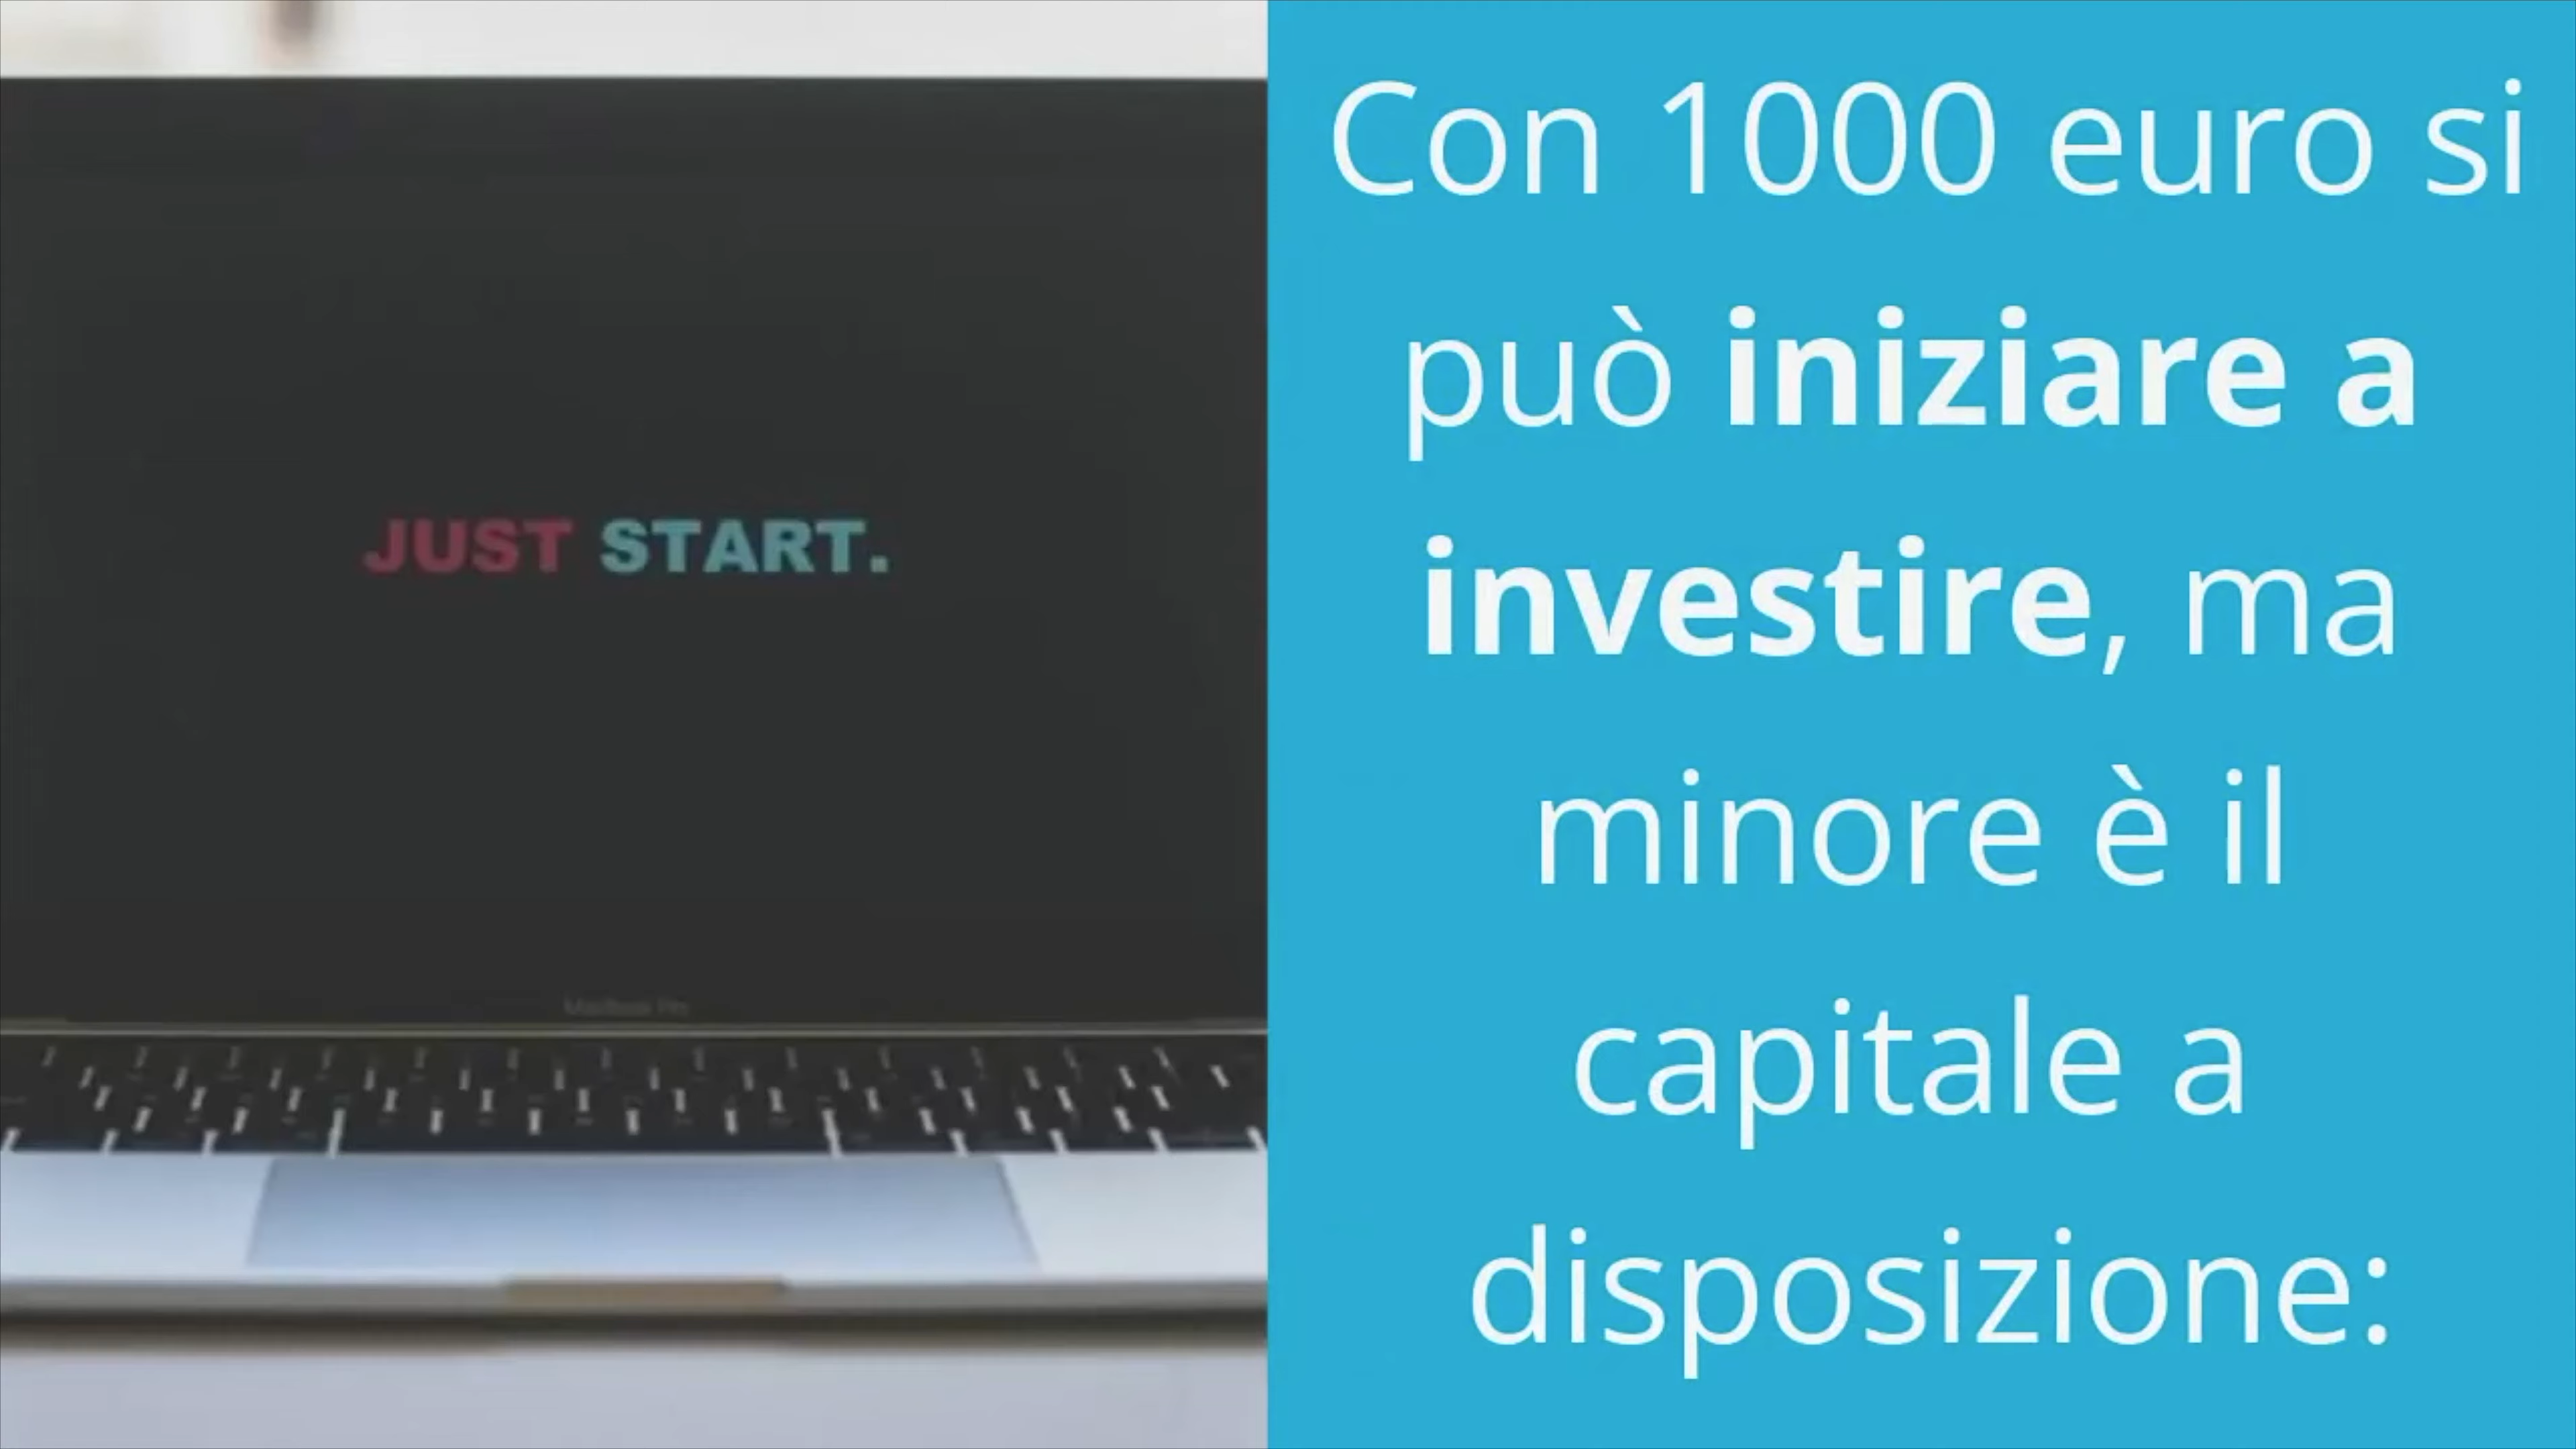 JUST START.
Con 1000 euro si
può iniziare a
investire, ma
minore è il
capitale a
disposizione: